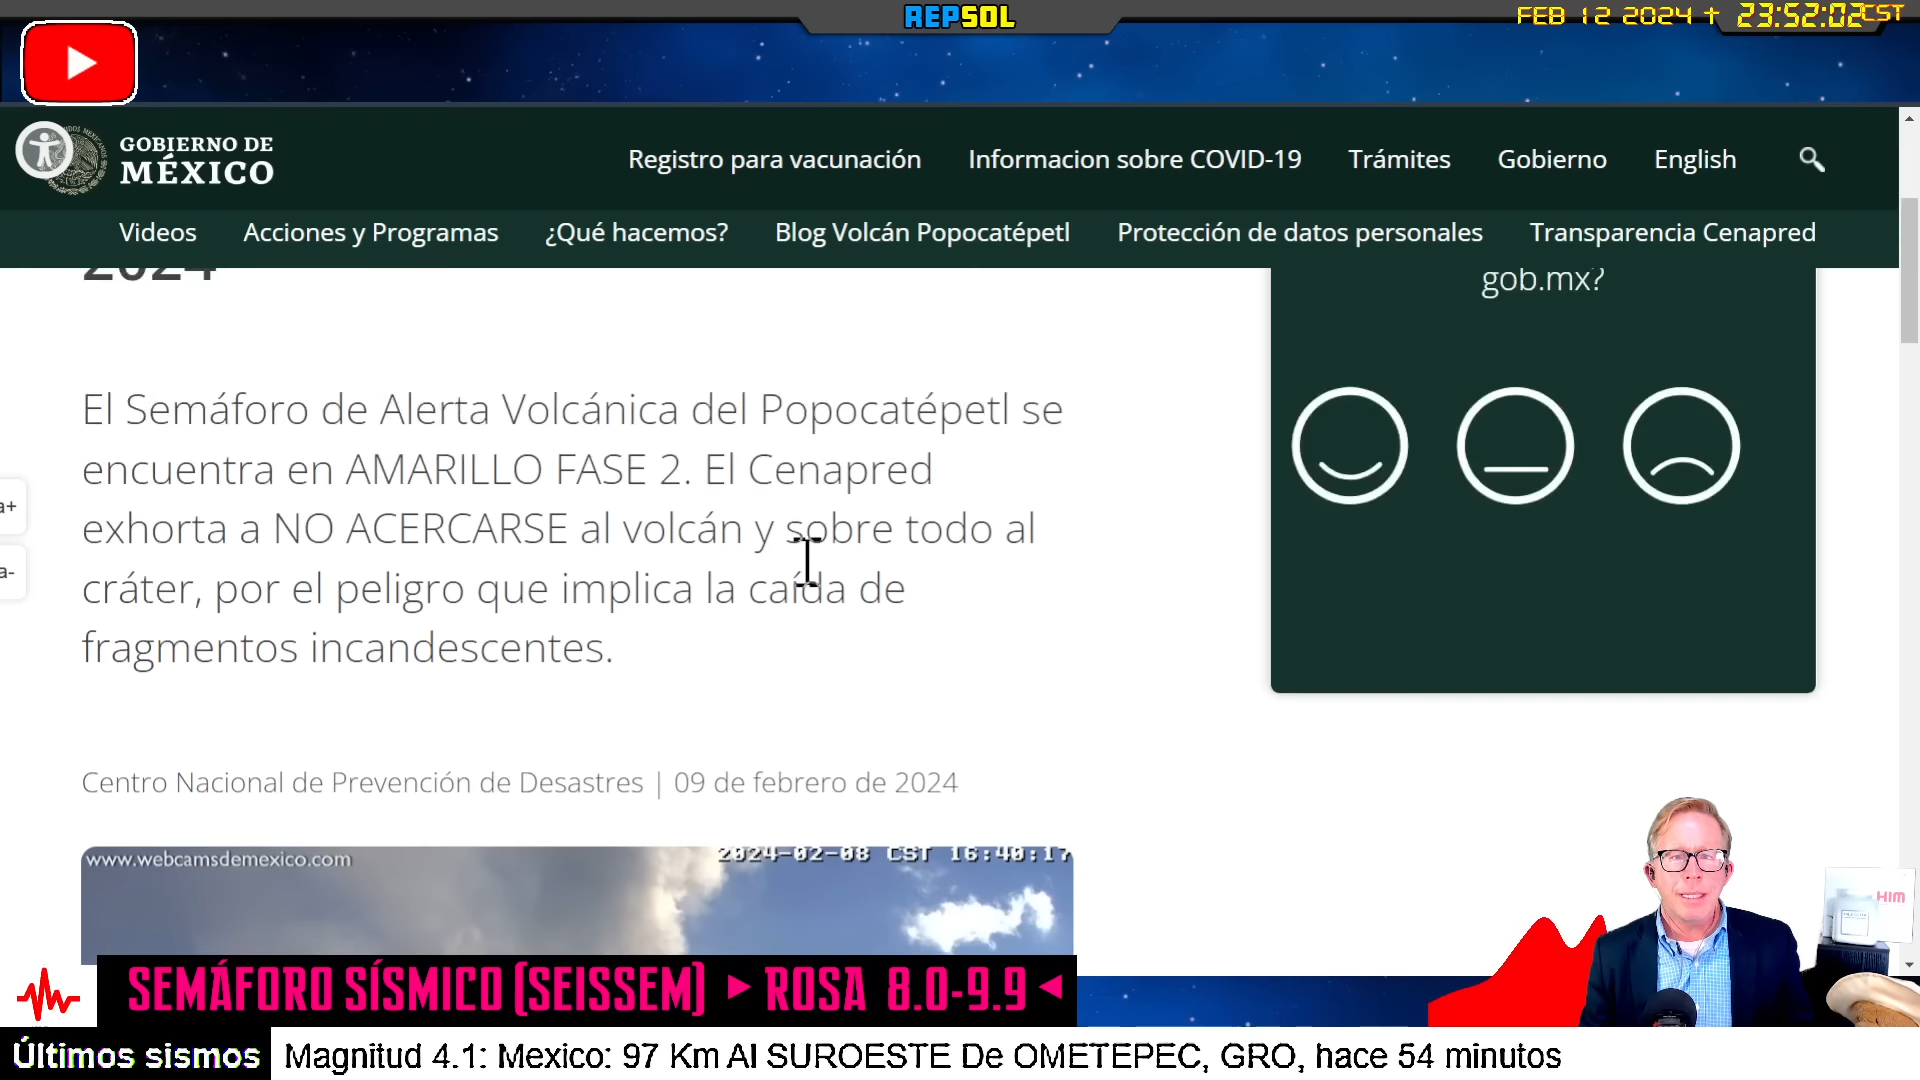 REPSOL
FEB 12 2024 † 23:52:02 CST
GOBIERNO DE
MÉXICO
Registro para vacunación Informacion sobre COVID-19 Trámites Gobierno English
Videos Acciones y Programas ¿Qué hacemos? Blog Volcán Popocatépetl Protección de datos personales Transparencia Cenapred
2024
gob.mx?
El Semáforo de Alerta Volcánica del Popocatépetl se
encuentra en AMARILLO FASE 2. El Cenapred
exhorta a NO ACERCARSE al volcán y sobre todo al
cráter, por el peligro que implica la caída de
fragmentos incandescentes.
a+
a-
Centro Nacional de Prevención de Desastres | 09 de febrero de 2024
www.webcamsdemexico.com 2024-02-08 CST 16:40:17
HIM
SEMÁFORO SÍSMICO (SEISSEM) ► ROSA 8.0-9.9 ◄
Últimos sismos Magnitud 4.1: Mexico: 97 Km Al SUROESTE De OMETEPEC, GRO, hace 54 minutos